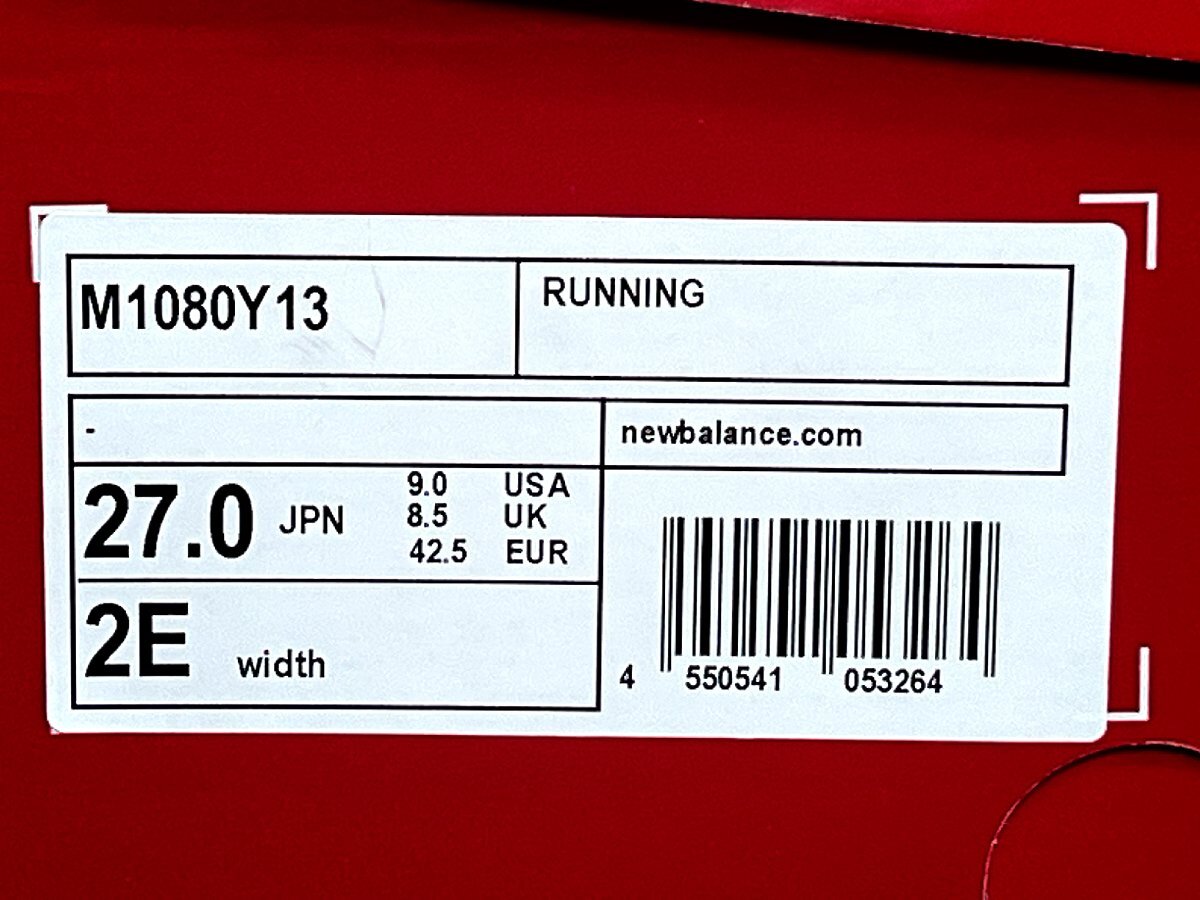 M1080Y13
RUNNING
-
newbalance.com
27.0 JPN
9.0 USA
8.5 UK
42.5 EUR
2E width
4 550541 053264